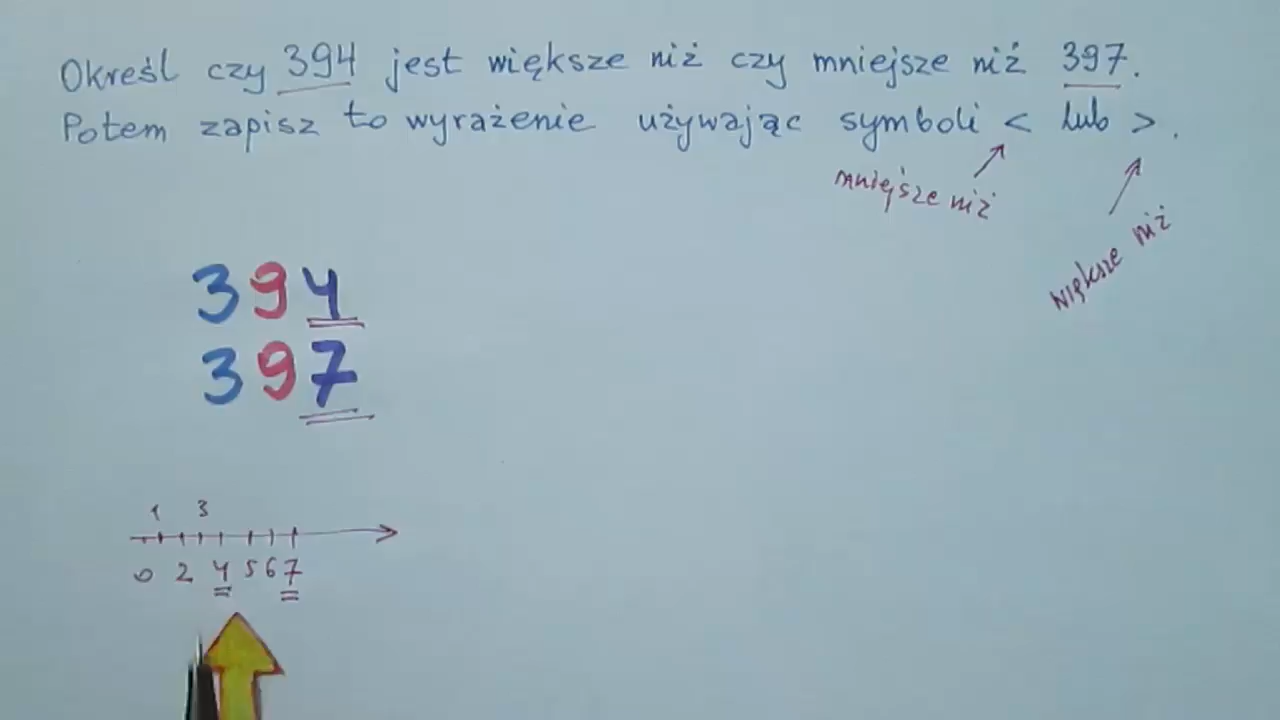 Określ czy 394 jest większe niż czy mniejsze niż 397.
Potem zapisz to wyrażenie używając symboli < lub >.
mniejsze niż
większe niż
394
397
1 3
0 2 4 5 6 7